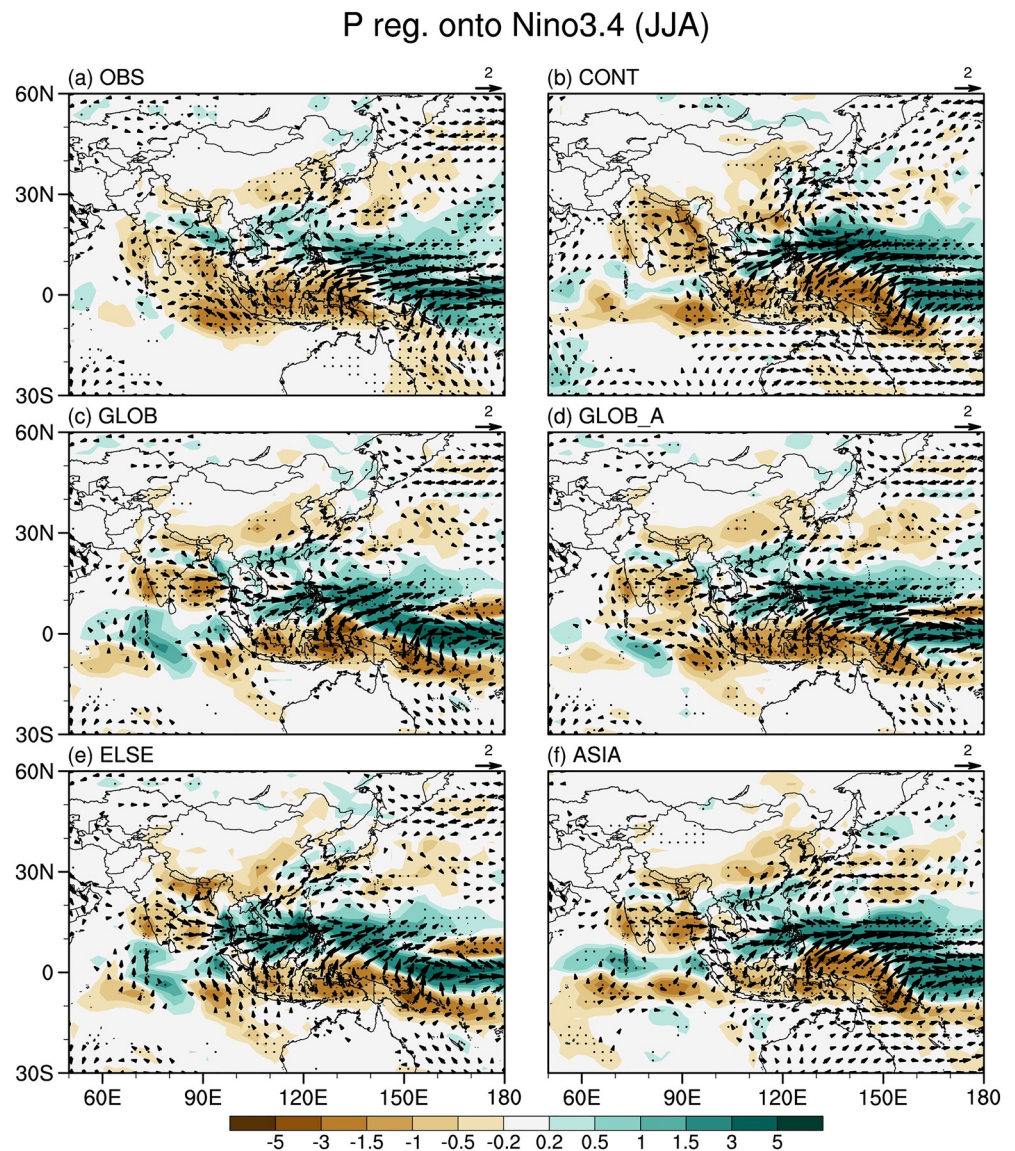 P reg. onto Nino3.4 (JJA)
(a) OBS 2
(b) CONT 2
60N
30N
0
30S
(c) GLOB 2
(d) GLOB_A 2
60N
30N
0
30S
(e) ELSE 2
(f) ASIA 2
60N
30N
0
30S
60E 90E 120E 150E 180
60E 90E 120E 150E 180
-5 -3 -1.5 -1 -0.5 -0.2 0.2 0.5 1 1.5 3 5